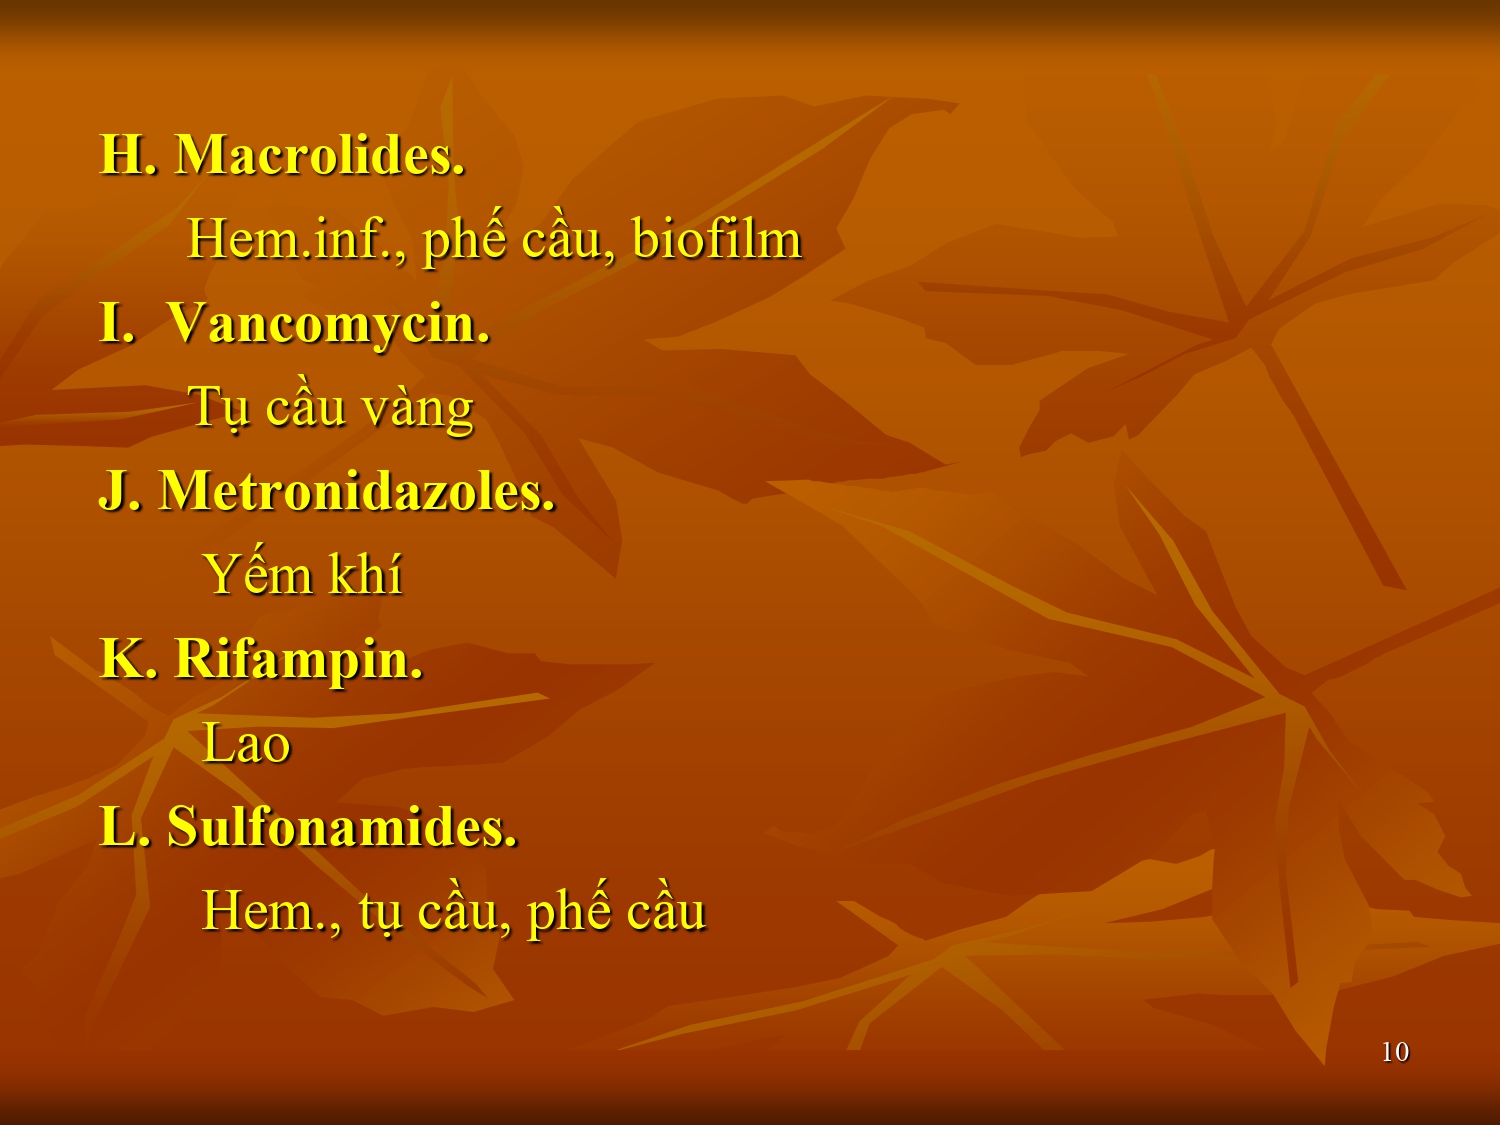 H. Macrolides.
Hem.inf., phế cầu, biofilm
I. Vancomycin.
Tụ cầu vàng
J. Metronidazoles.
Yếm khí
K. Rifampin.
Lao
L. Sulfonamides.
Hem., tụ cầu, phế cầu
10